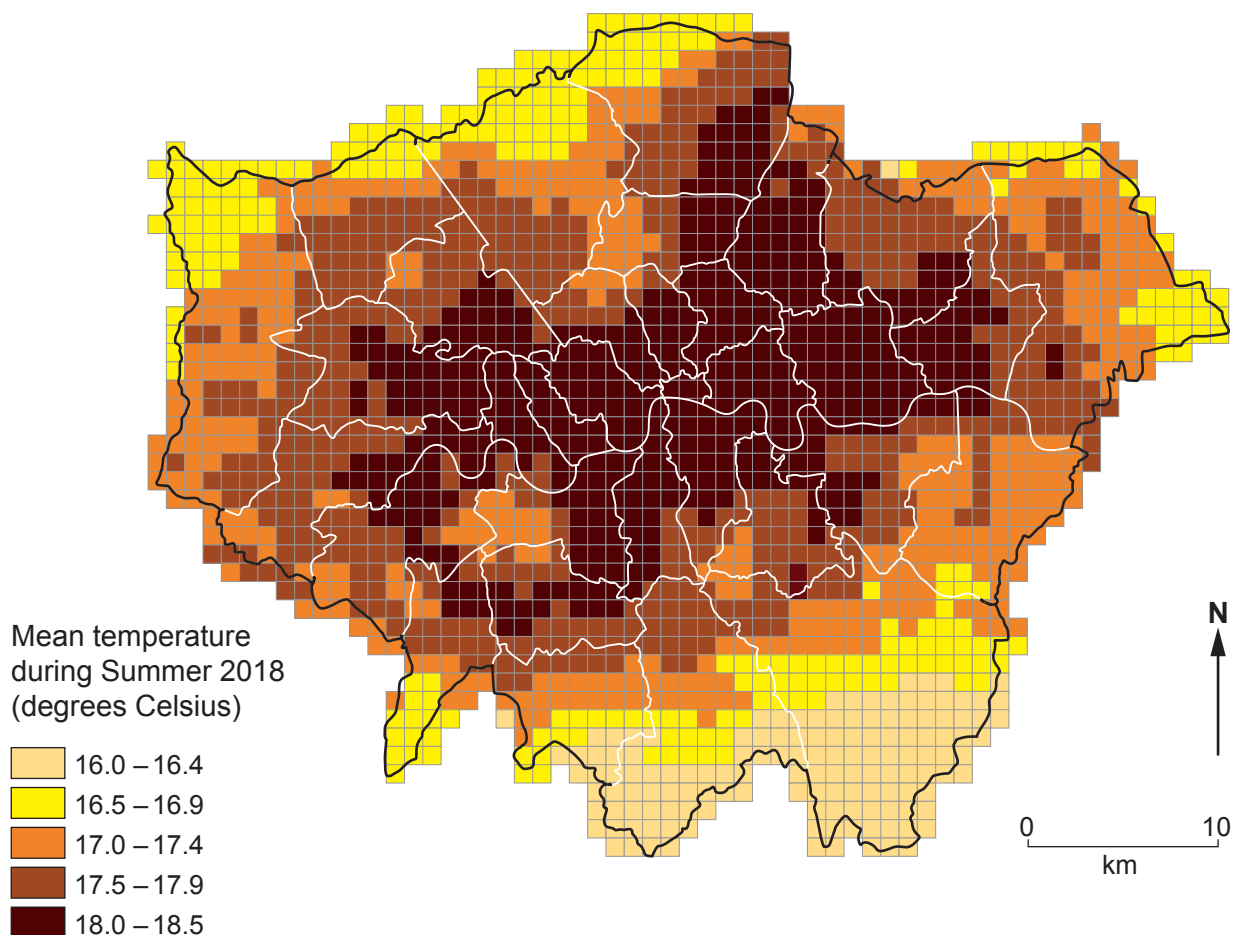 Mean temperature
during Summer 2018
(degrees Celsius)
16.0 – 16.4
16.5 – 16.9
17.0 – 17.4
17.5 – 17.9
18.0 – 18.5
N
0 10
km